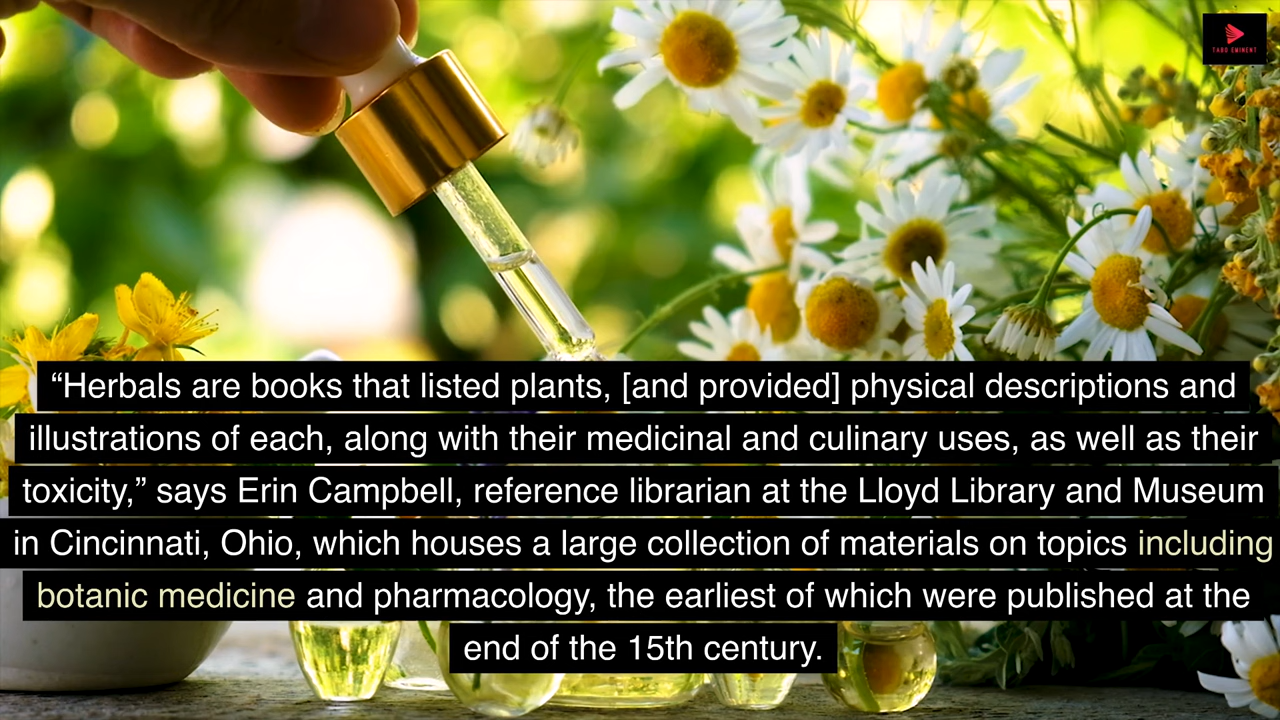 TABO EMINENT
“Herbals are books that listed plants, [and provided] physical descriptions and
illustrations of each, along with their medicinal and culinary uses, as well as their
toxicity,” says Erin Campbell, reference librarian at the Lloyd Library and Museum
in Cincinnati, Ohio, which houses a large collection of materials on topics including
botanic medicine and pharmacology, the earliest of which were published at the
end of the 15th century.